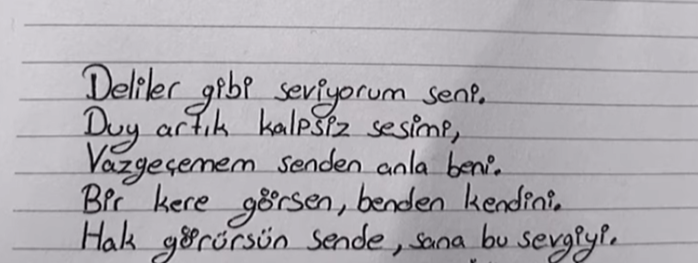 Deliler gibi seviyorum seni.
Duy artık kalpsiz sesimi,
Vazgeçemem senden anla beni.
Bir kere görsen, benden kendini.
Hak görürsün sende, sana bu sevgiyi.